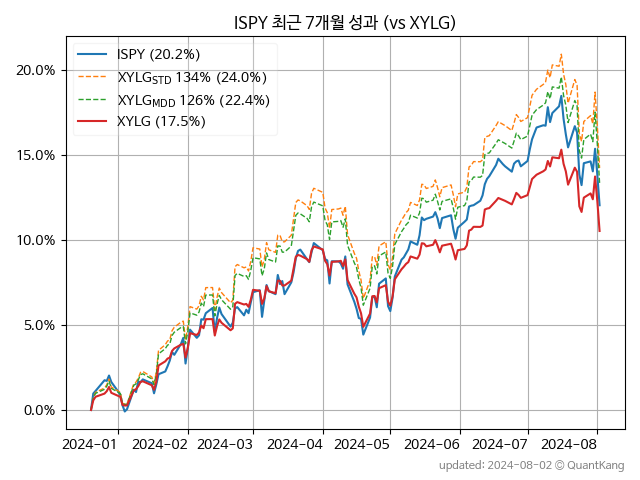 ISPY 최근 7개월 성과 (vs XYLG)
ISPY (20.2%)
XYLG_STD 134% (24.0%)
XYLG_MDD 126% (22.4%)
XYLG (17.5%)
20.0%
15.0%
10.0%
5.0%
0.0%
2024-01 2024-02 2024-03 2024-04 2024-05 2024-06 2024-07 2024-08
updated: 2024-08-02 © QuantKang